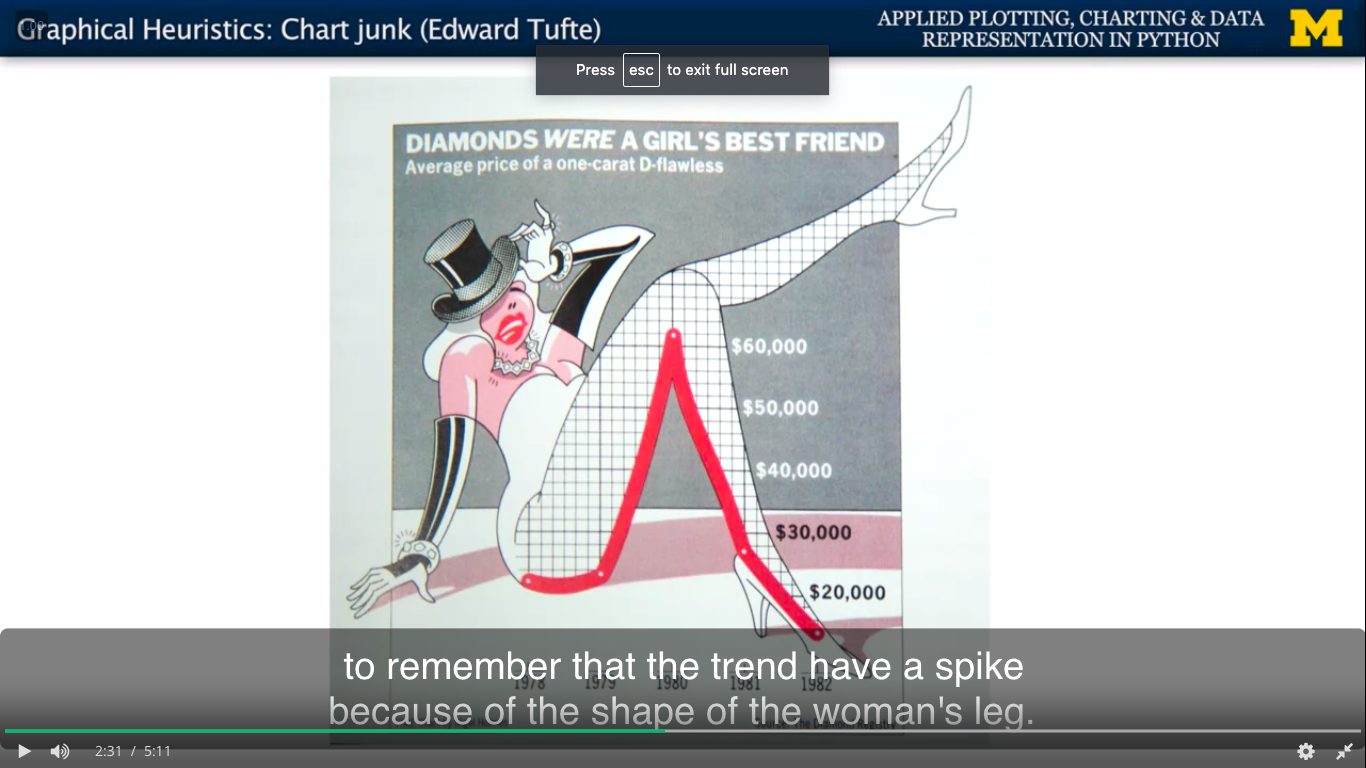 Graphical Heuristics: Chart junk (Edward Tufte)
APPLIED PLOTTING, CHARTING & DATA
REPRESENTATION IN PYTHON
M
Press esc to exit full screen
DIAMONDS WERE A GIRL'S BEST FRIEND
Average price of a one-carat D-flawless
$60,000
$50,000
$40,000
$30,000
$20,000
to remember that the trend have a spike
1978 1979 1980 1981 1982
because of the shape of the woman's leg.
2:31 / 5:11